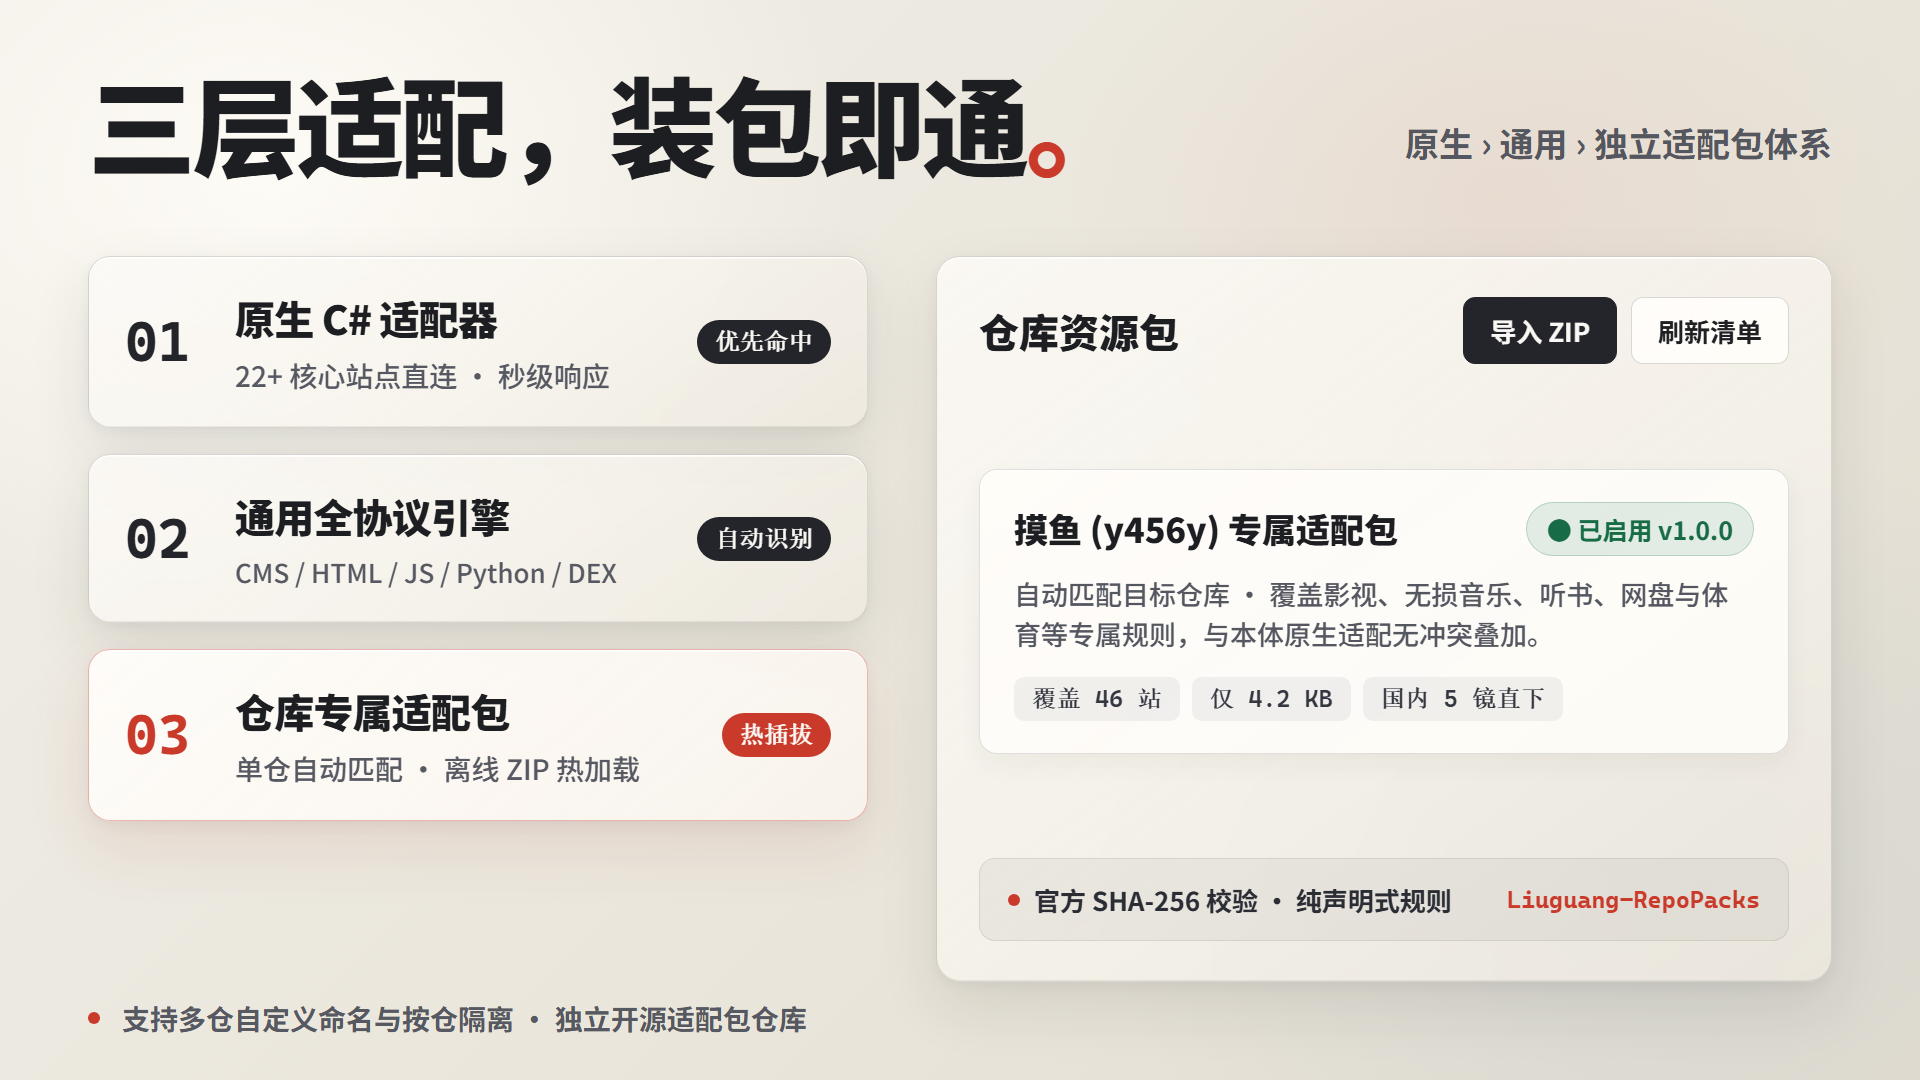 三层适配，装包即通。
原生 › 通用 › 独立适配包体系
01
原生 C# 适配器
22+ 核心站点直连 · 秒级响应
优先命中
02
通用全协议引擎
CMS / HTML / JS / Python / DEX
自动识别
03
仓库专属适配包
单仓自动匹配 · 离线 ZIP 热加载
热插拔
仓库资源包
导入 ZIP
刷新清单
摸鱼 (y456y) 专属适配包
已启用 v1.0.0
自动匹配目标仓库 · 覆盖影视、无损音乐、听书、网盘与体
育等专属规则，与本体原生适配无冲突叠加。
覆盖 46 站
仅 4.2 KB
国内 5 镜直下
官方 SHA-256 校验 · 纯声明式规则
Liuguang-RepoPacks
支持多仓自定义命名与按仓隔离 · 独立开源适配包仓库